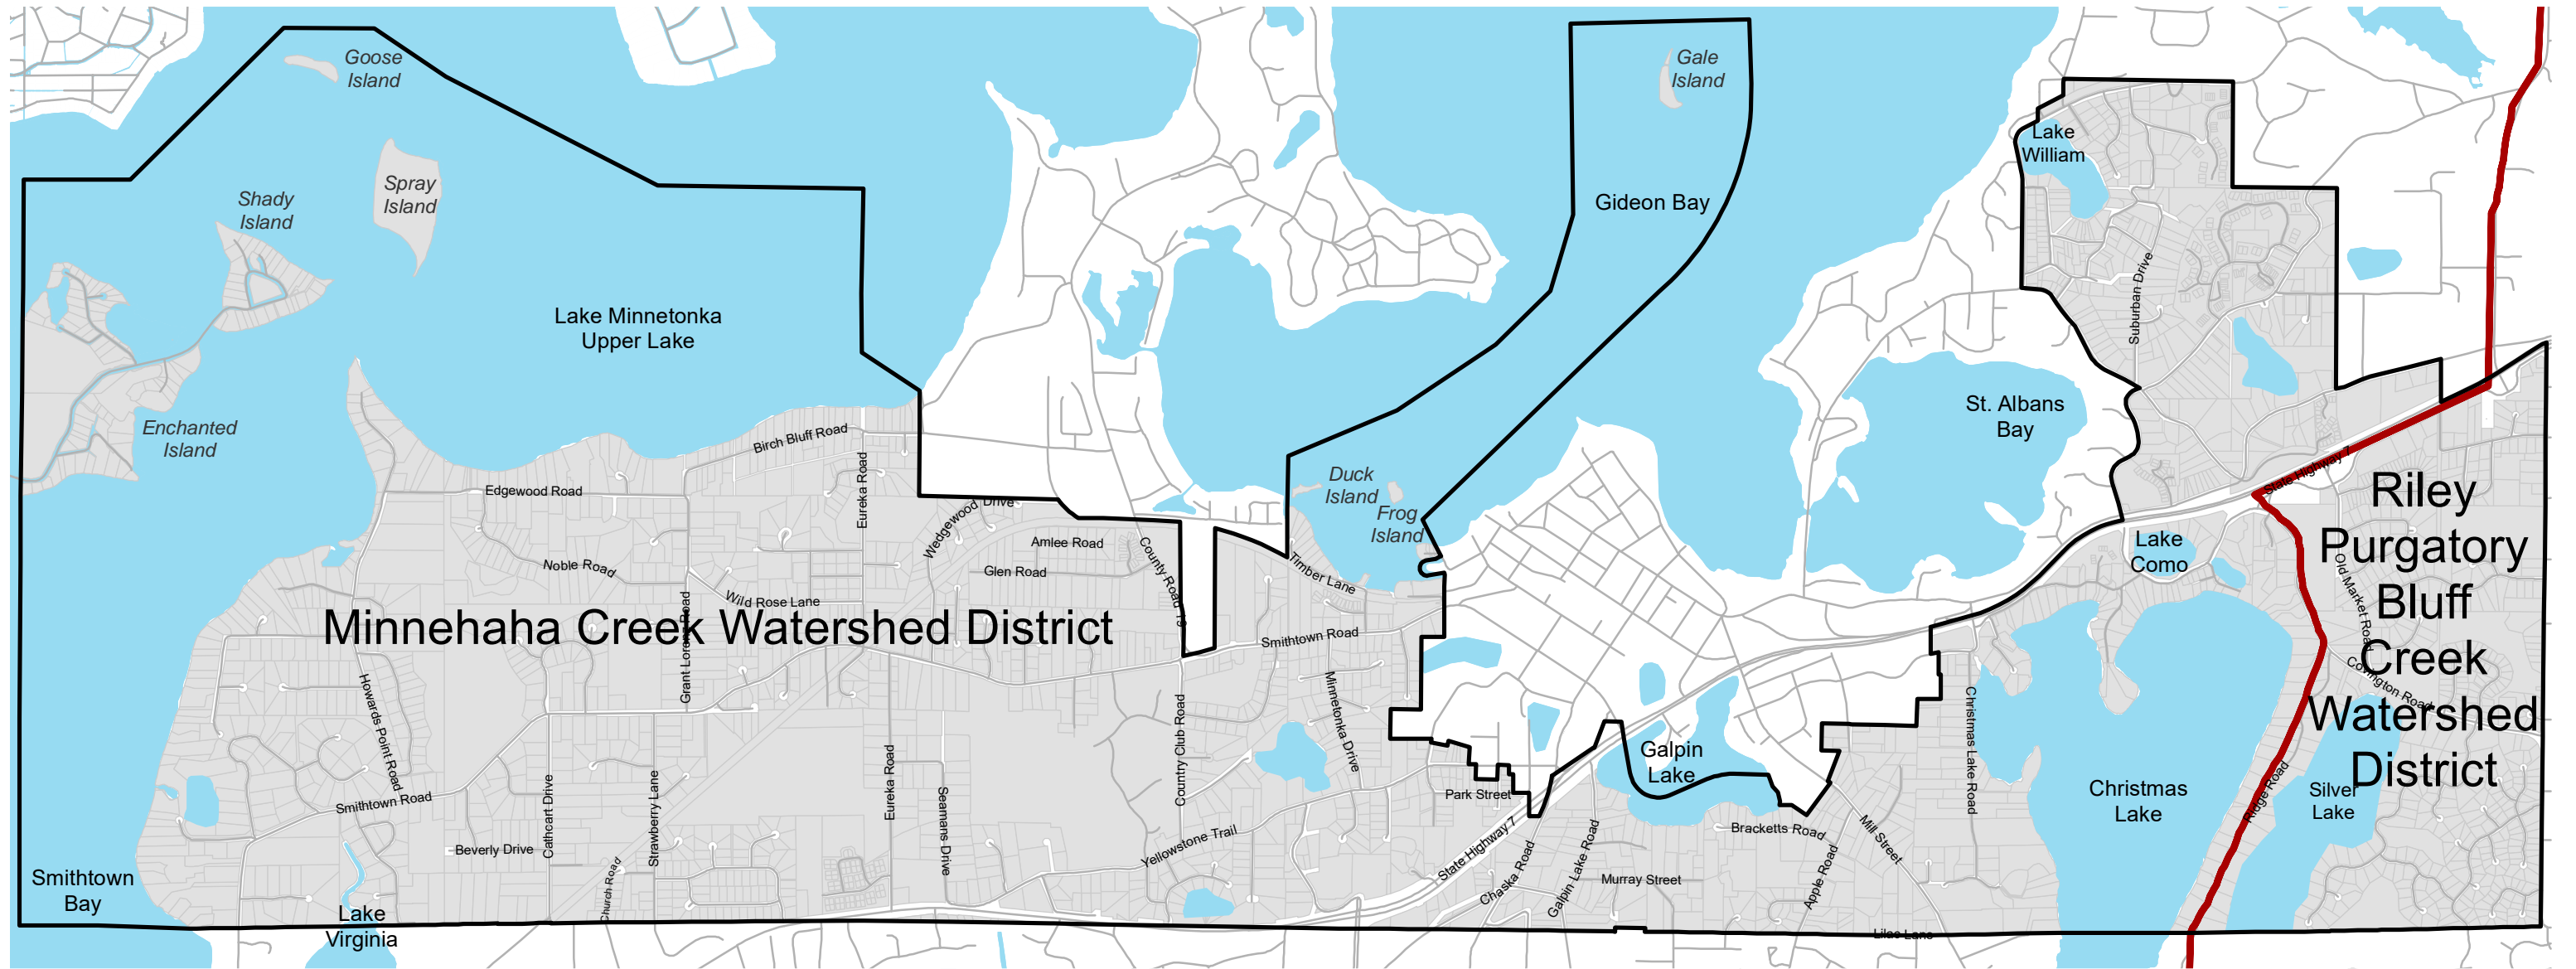 Goose
Island
Gale
Island
Lake
William
Spray
Island
Shady
Island
Gideon Bay
Lake Minnetonka
Upper Lake
Suburban Drive
Enchanted
Island
St. Albans
Bay
Birch Bluff Road
Eureka Road
Edgewood Road
Wedgewood Drive
Duck
Island
Frog
Island
State Highway 7
Riley
Purgatory
Bluff
Creek
Watershed
District
Amlee Road
Glen Road
County Road 19
Noble Road
Wild Rose Lane
Timber Lane
Lake
Como
Old Market Road
Minnehaha Creek Watershed District
Grant Lorenz Road
Smithtown Road
Covington Road
Howards Point Road
Country Club Road
Minnetonka Drive
Christmas Lake Road
Galpin
Lake
Smithtown Road
Cathcart Drive
Strawberry Lane
Eureka Road
Seamans Drive
Park Street
Christmas
Lake
Ridge Road
Silver
Lake
Beverly Drive
Yellowstone Trail
State Highway 7
Bracketts Road
Mill Street
Smithtown
Bay
Lake
Virginia
Church Road
Chaska Road
Galpin Lake Road
Murray Street
Apple Road
Lilac Lane